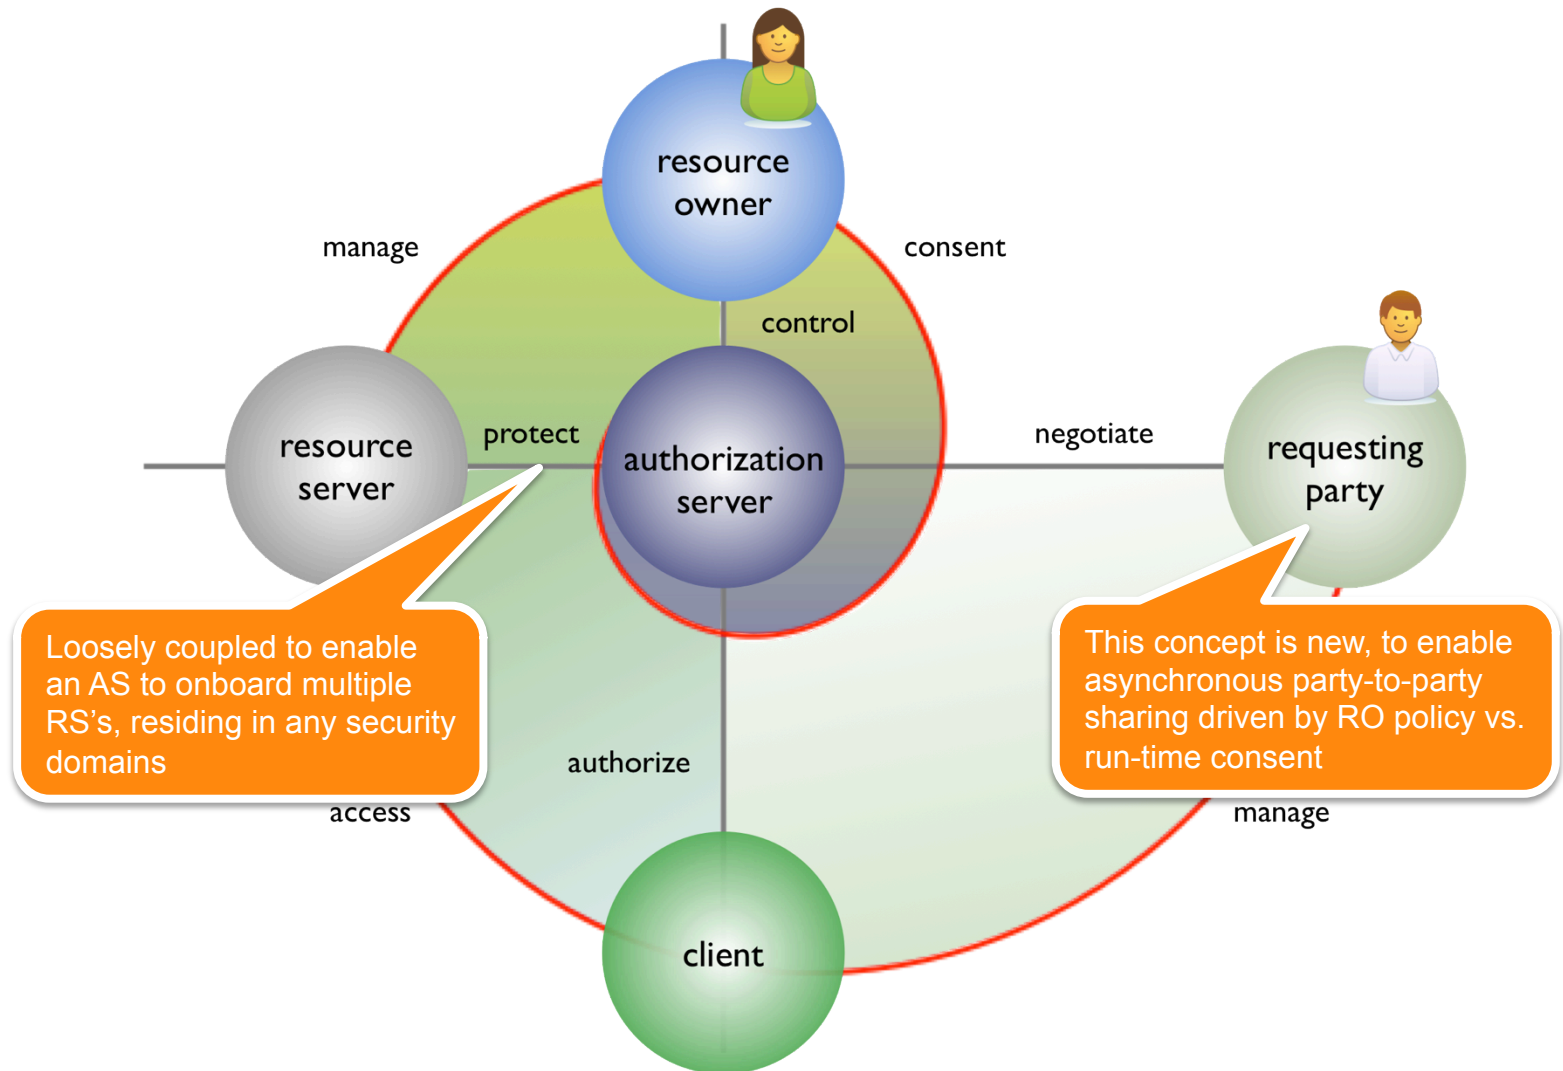 resource
owner
manage
consent
control
resource
server
protect
authorization
server
negotiate
requesting
party
Loosely coupled to enable
an AS to onboard multiple
RS's, residing in any security
domains
This concept is new, to enable
asynchronous party-to-party
sharing driven by RO policy vs.
run-time consent
authorize
access
manage
client